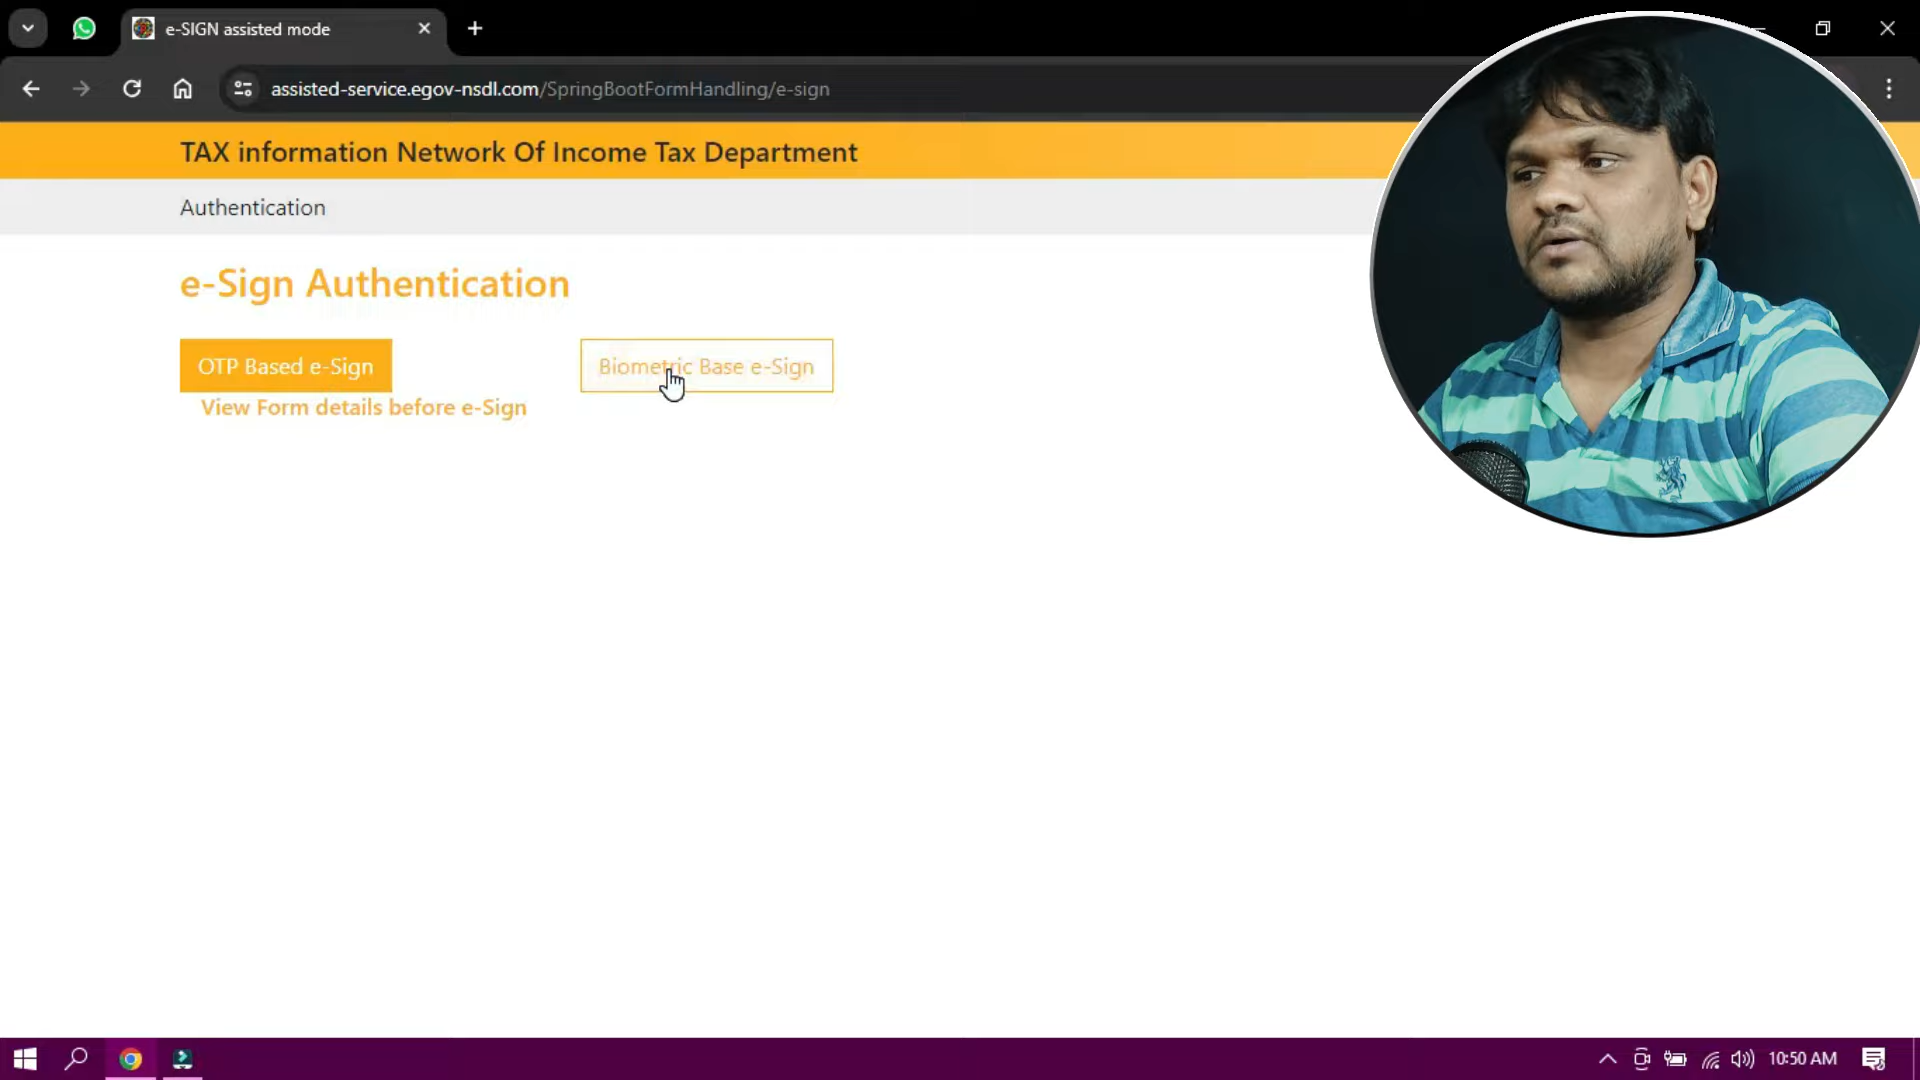 e-SIGN assisted mode
assisted-service.egov-nsdl.com/SpringBootFormHandling/e-sign
TAX information Network Of Income Tax Department
Authentication
e-Sign Authentication
OTP Based e-Sign
Biometric Base e-Sign
View Form details before e-Sign
10:50 AM